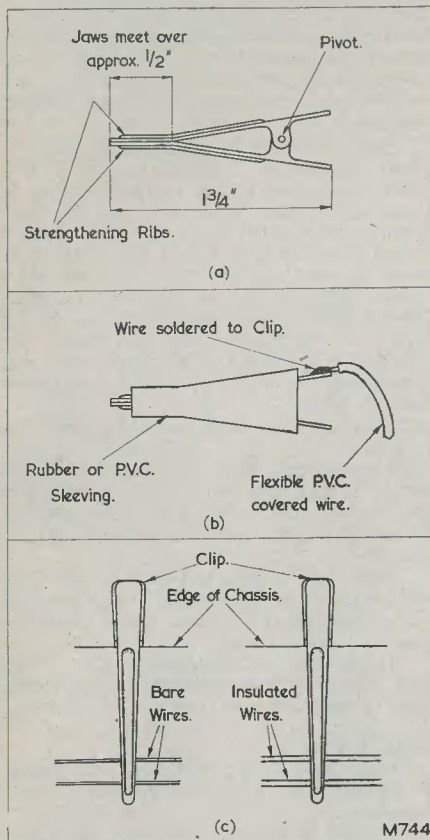 Jaws meet over
approx. 1/2"
Pivot.
1 3/4"
Strengthening Ribs.
(a)
Wire soldered to Clip.
Rubber or P.V.C.
Sleeving.
Flexible P.V.C.
covered wire.
(b)
Clip.
Edge of Chassis.
Bare
Wires.
Insulated
Wires.
(c)
M744